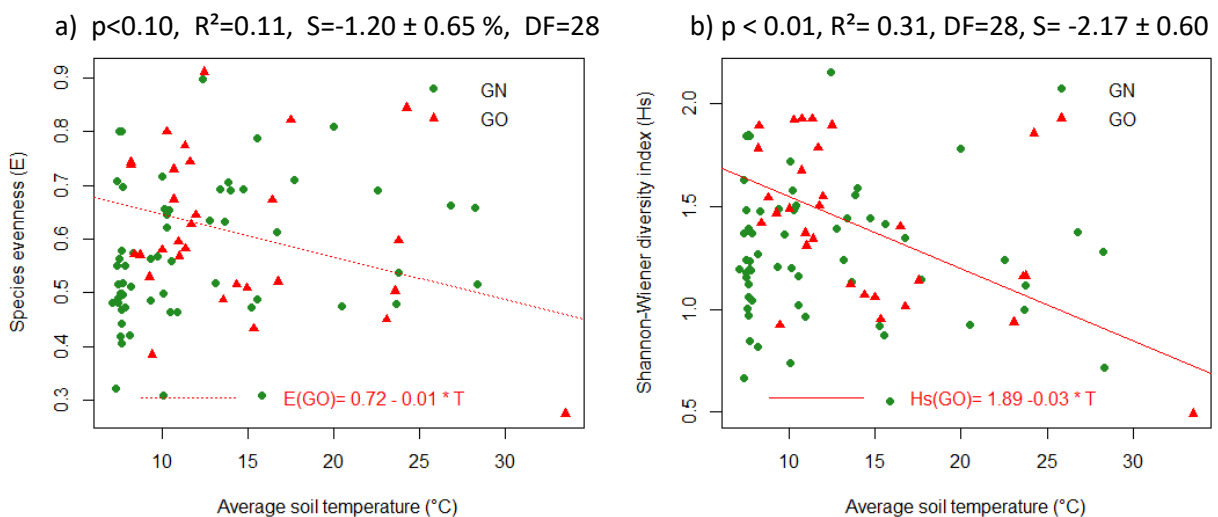 a) p<0.10, R²=0.11, S=-1.20 ± 0.65 %, DF=28
GN
GO
Species evenness (E)
0.9
0.8
0.7
0.6
0.5
0.4
0.3
E(GO)= 0.72 - 0.01 * T
10 15 20 25 30
Average soil temperature (°C)
b) p < 0.01, R²= 0.31, DF=28, S= -2.17 ± 0.60
GN
GO
Shannon-Wiener diversity index (Hs)
2.0
1.5
1.0
0.5
Hs(GO)= 1.89 -0.03 * T
10 15 20 25 30
Average soil temperature (°C)